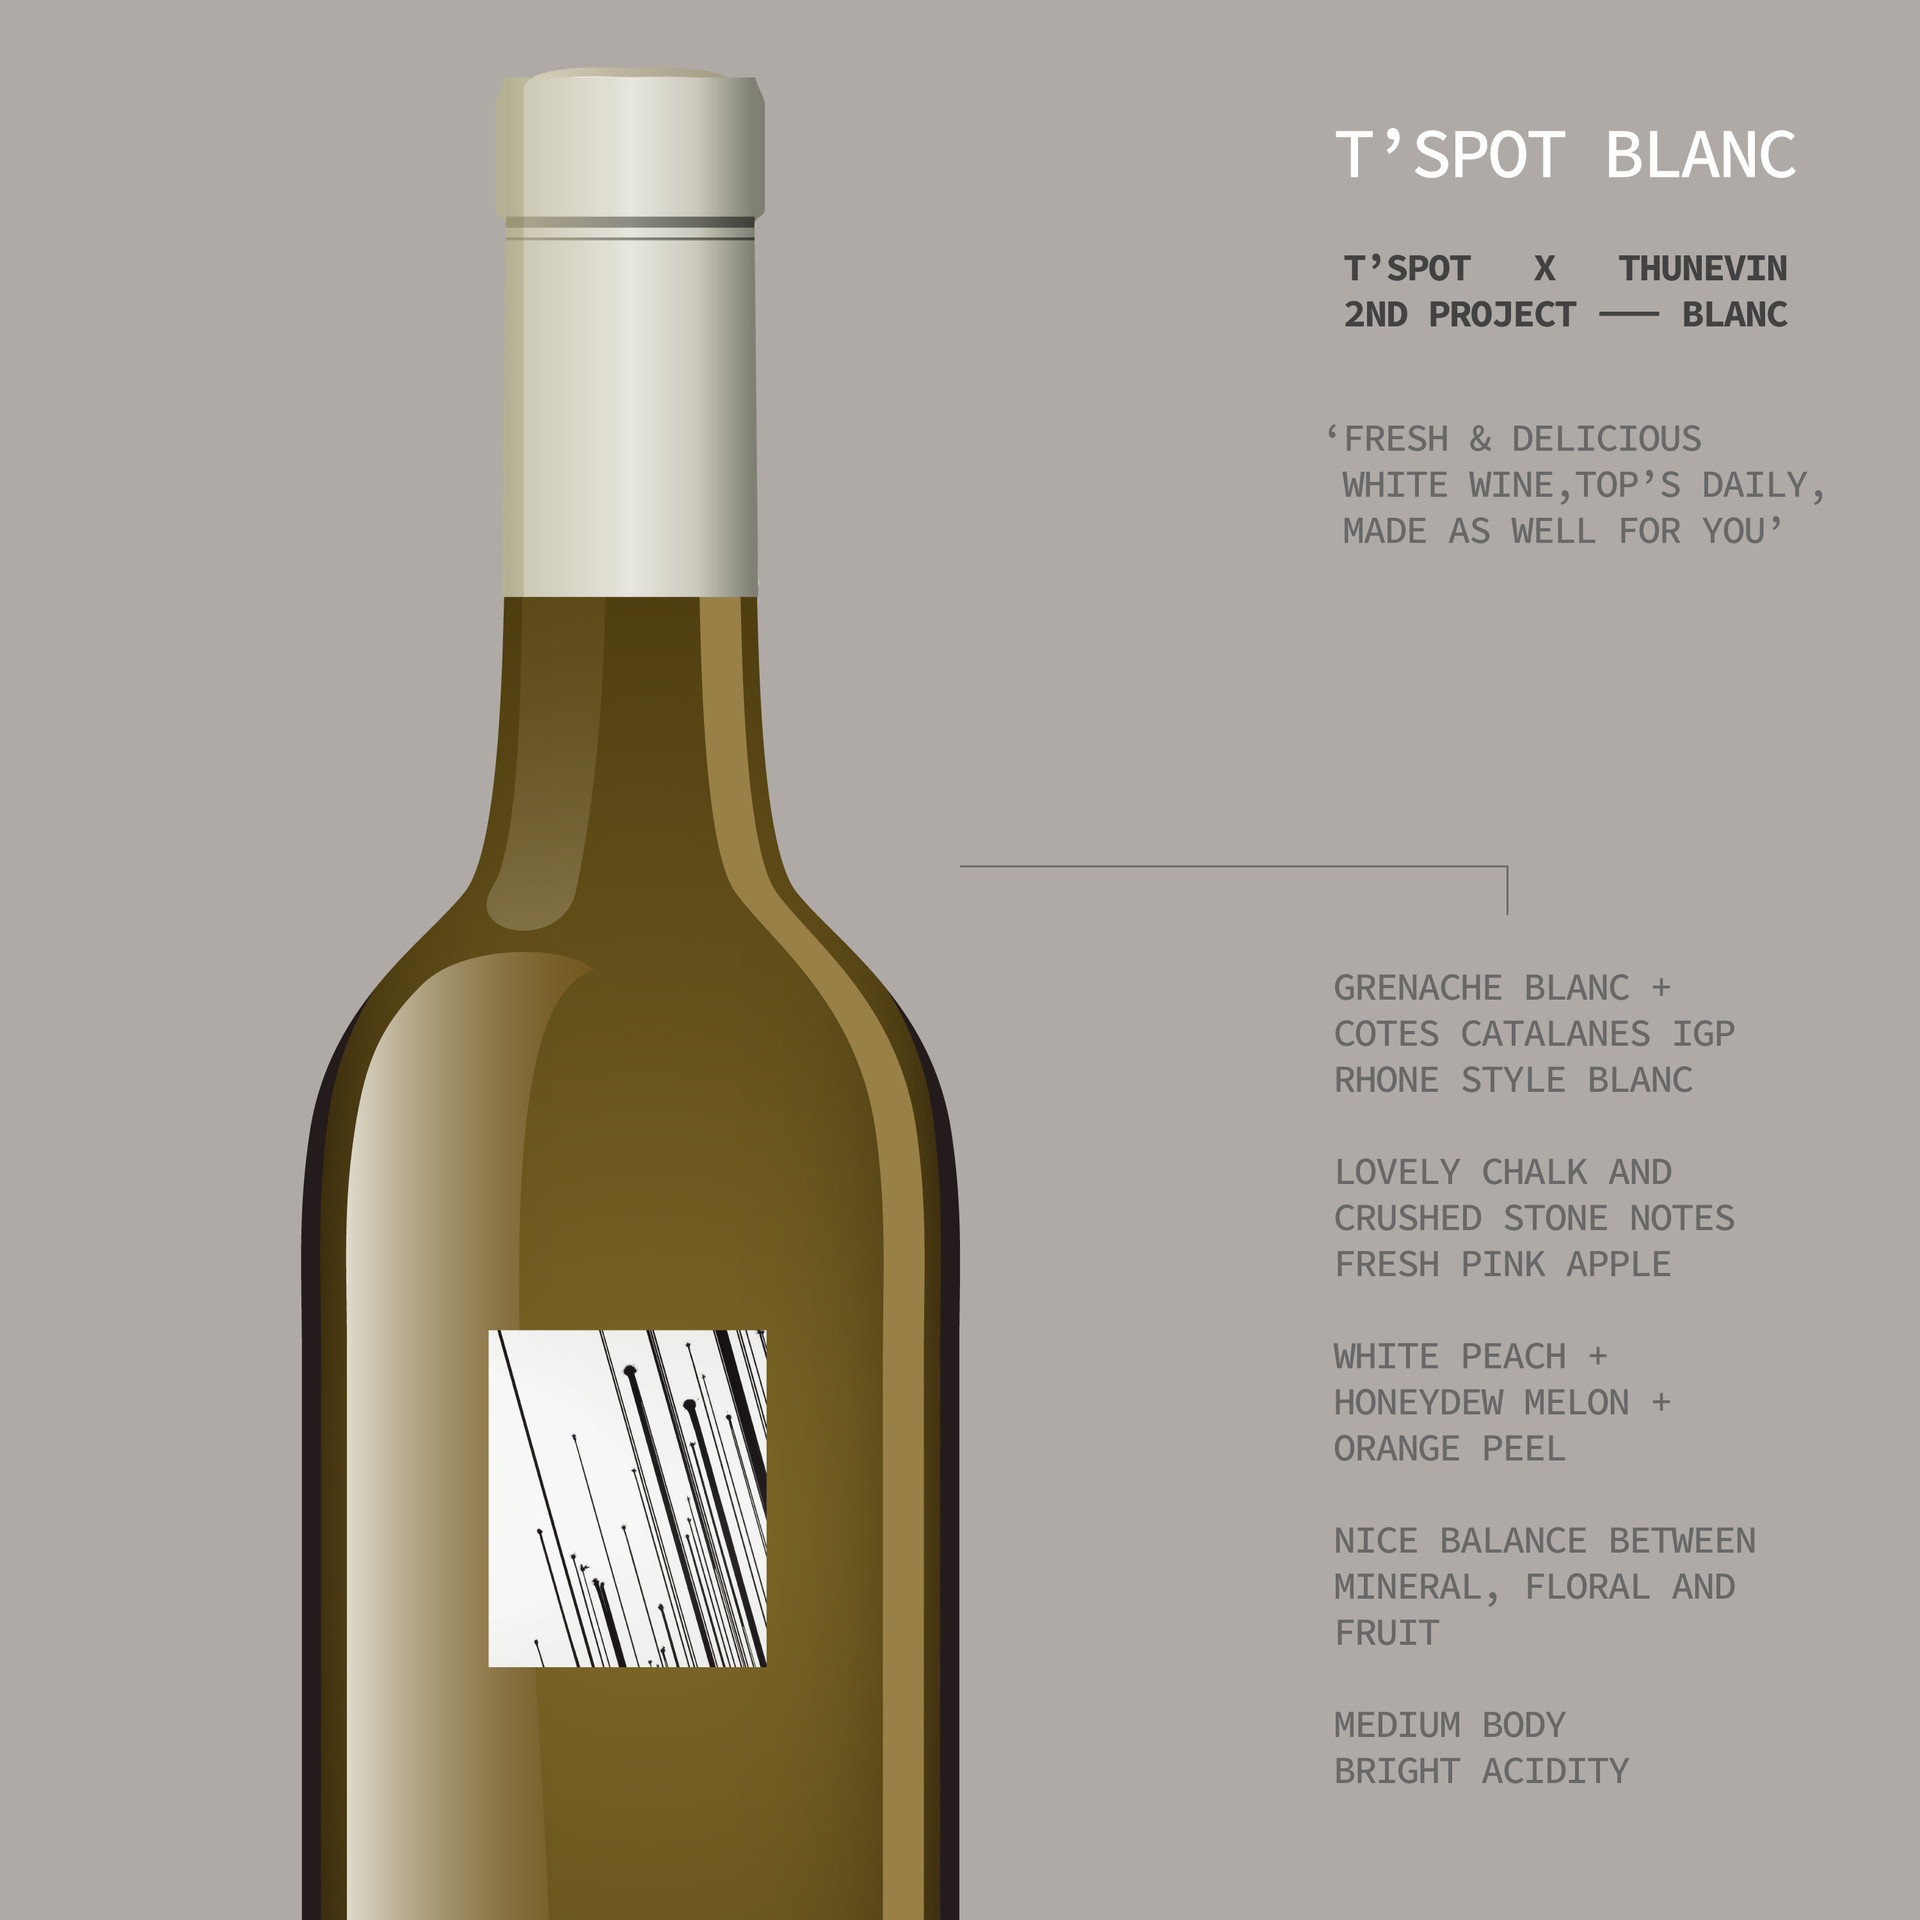 T’SPOT BLANC
T’SPOT X THUNEVIN
2ND PROJECT —— BLANC
‘FRESH & DELICIOUS
WHITE WINE,TOP’S DAILY,
MADE AS WELL FOR YOU’
GRENACHE BLANC +
COTES CATALANES IGP
RHONE STYLE BLANC
LOVELY CHALK AND
CRUSHED STONE NOTES
FRESH PINK APPLE
WHITE PEACH +
HONEYDEW MELON +
ORANGE PEEL
NICE BALANCE BETWEEN
MINERAL, FLORAL AND
FRUIT
MEDIUM BODY
BRIGHT ACIDITY